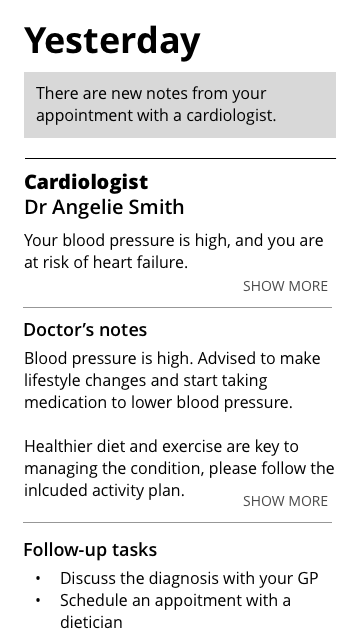 Yesterday
There are new notes from your
appointment with a cardiologist.
Cardiologist
Dr Angelie Smith
Your blood pressure is high, and you are
at risk of heart failure.
SHOW MORE
Doctor’s notes
Blood pressure is high. Advised to make
lifestyle changes and start taking
medication to lower blood pressure.
Healthier diet and exercise are key to
managing the condition, please follow the
inlcuded activity plan.
SHOW MORE
Follow-up tasks
• Discuss the diagnosis with your GP
• Schedule an appoitment with a
dietician